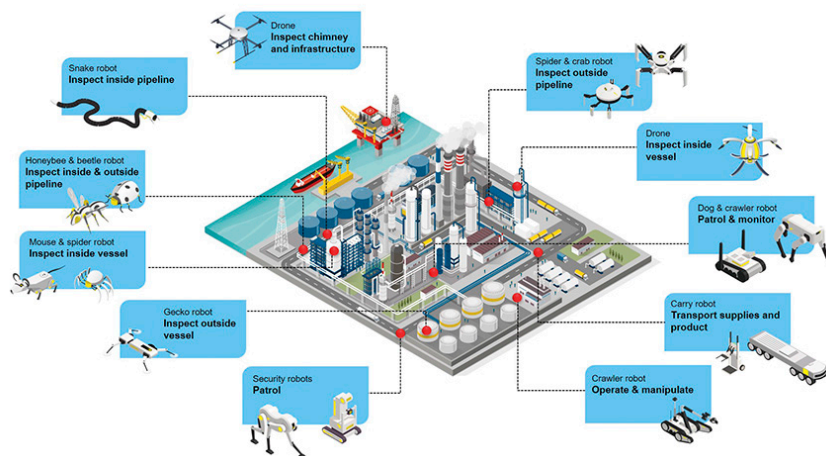 Drone
Inspect chimney
and infrastructure
Snake robot
Inspect inside pipeline
Spider & crab robot
Inspect outside
pipeline
Honeybee & beetle robot
Inspect inside & outside
pipeline
Drone
Inspect inside
vessel
Mouse & spider robot
Inspect inside vessel
Dog & crawler robot
Patrol & monitor
Gecko robot
Inspect outside
vessel
Carry robot
Transport supplies and
product
Security robots
Patrol
Crawler robot
Operate & manipulate